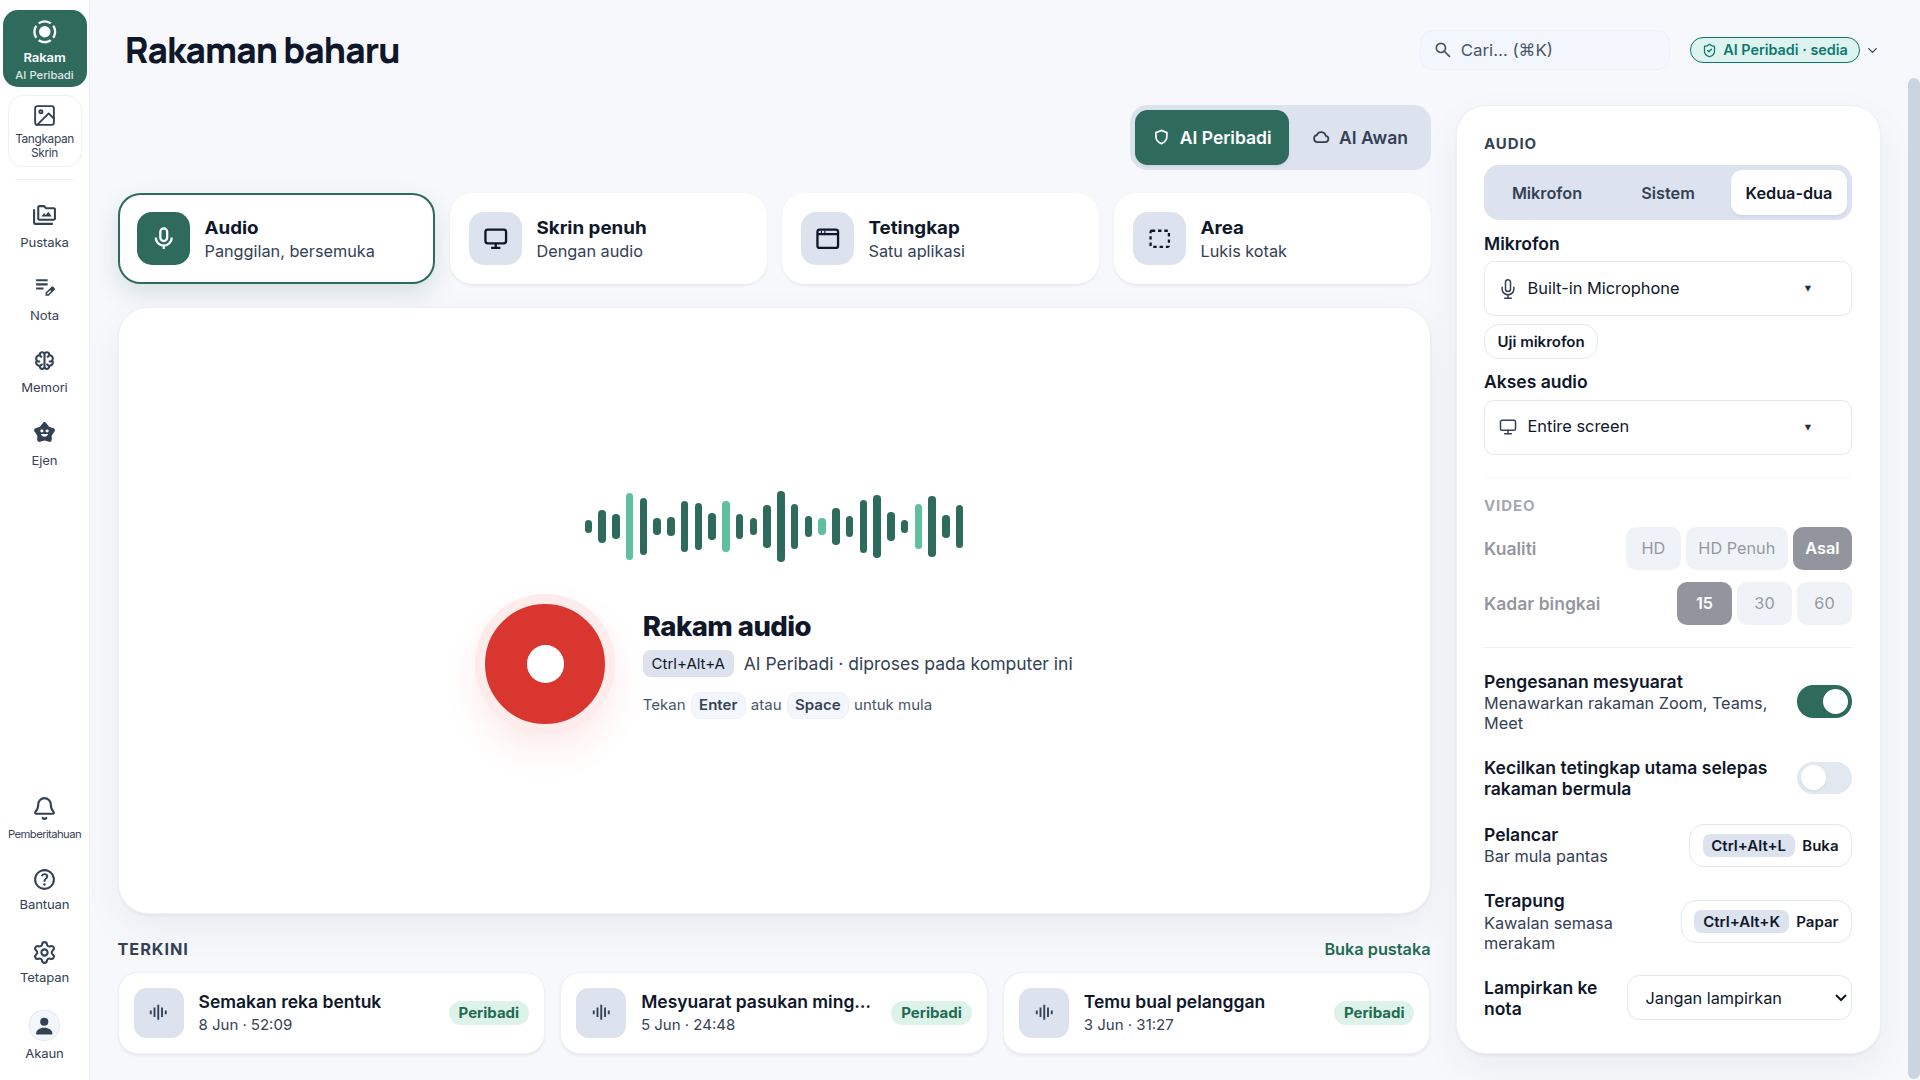 Rakam
AI Peribadi
Tangkapan
Skrin
Pustaka
Nota
Memori
Ejen
Pemberitahuan
Bantuan
Tetapan
Akaun
Rakaman baharu
Cari... (⌘K)
AI Peribadi · sedia
AI Peribadi
AI Awan
Audio
Panggilan, bersemuka
Skrin penuh
Dengan audio
Tetingkap
Satu aplikasi
Area
Lukis kotak
Rakam audio
Ctrl+Alt+A AI Peribadi · diproses pada komputer ini
Tekan Enter atau Space untuk mula
TERKINI
Buka pustaka
Semakan reka bentuk
8 Jun · 52:09
Peribadi
Mesyuarat pasukan ming...
5 Jun · 24:48
Peribadi
Temu bual pelanggan
3 Jun · 31:27
Peribadi
AUDIO
Mikrofon Sistem Kedua-dua
Mikrofon
Built-in Microphone
Uji mikrofon
Akses audio
Entire screen
VIDEO
Kualiti HD HD Penuh Asal
Kadar bingkai 15 30 60
Pengesanan mesyuarat
Menawarkan rakaman Zoom, Teams,
Meet
Kecilkan tetingkap utama selepas
rakaman bermula
Pelancar
Bar mula pantas
Ctrl+Alt+L Buka
Terapung
Kawalan semasa
merakam
Ctrl+Alt+K Papar
Lampirkan ke
nota
Jangan lampirkan